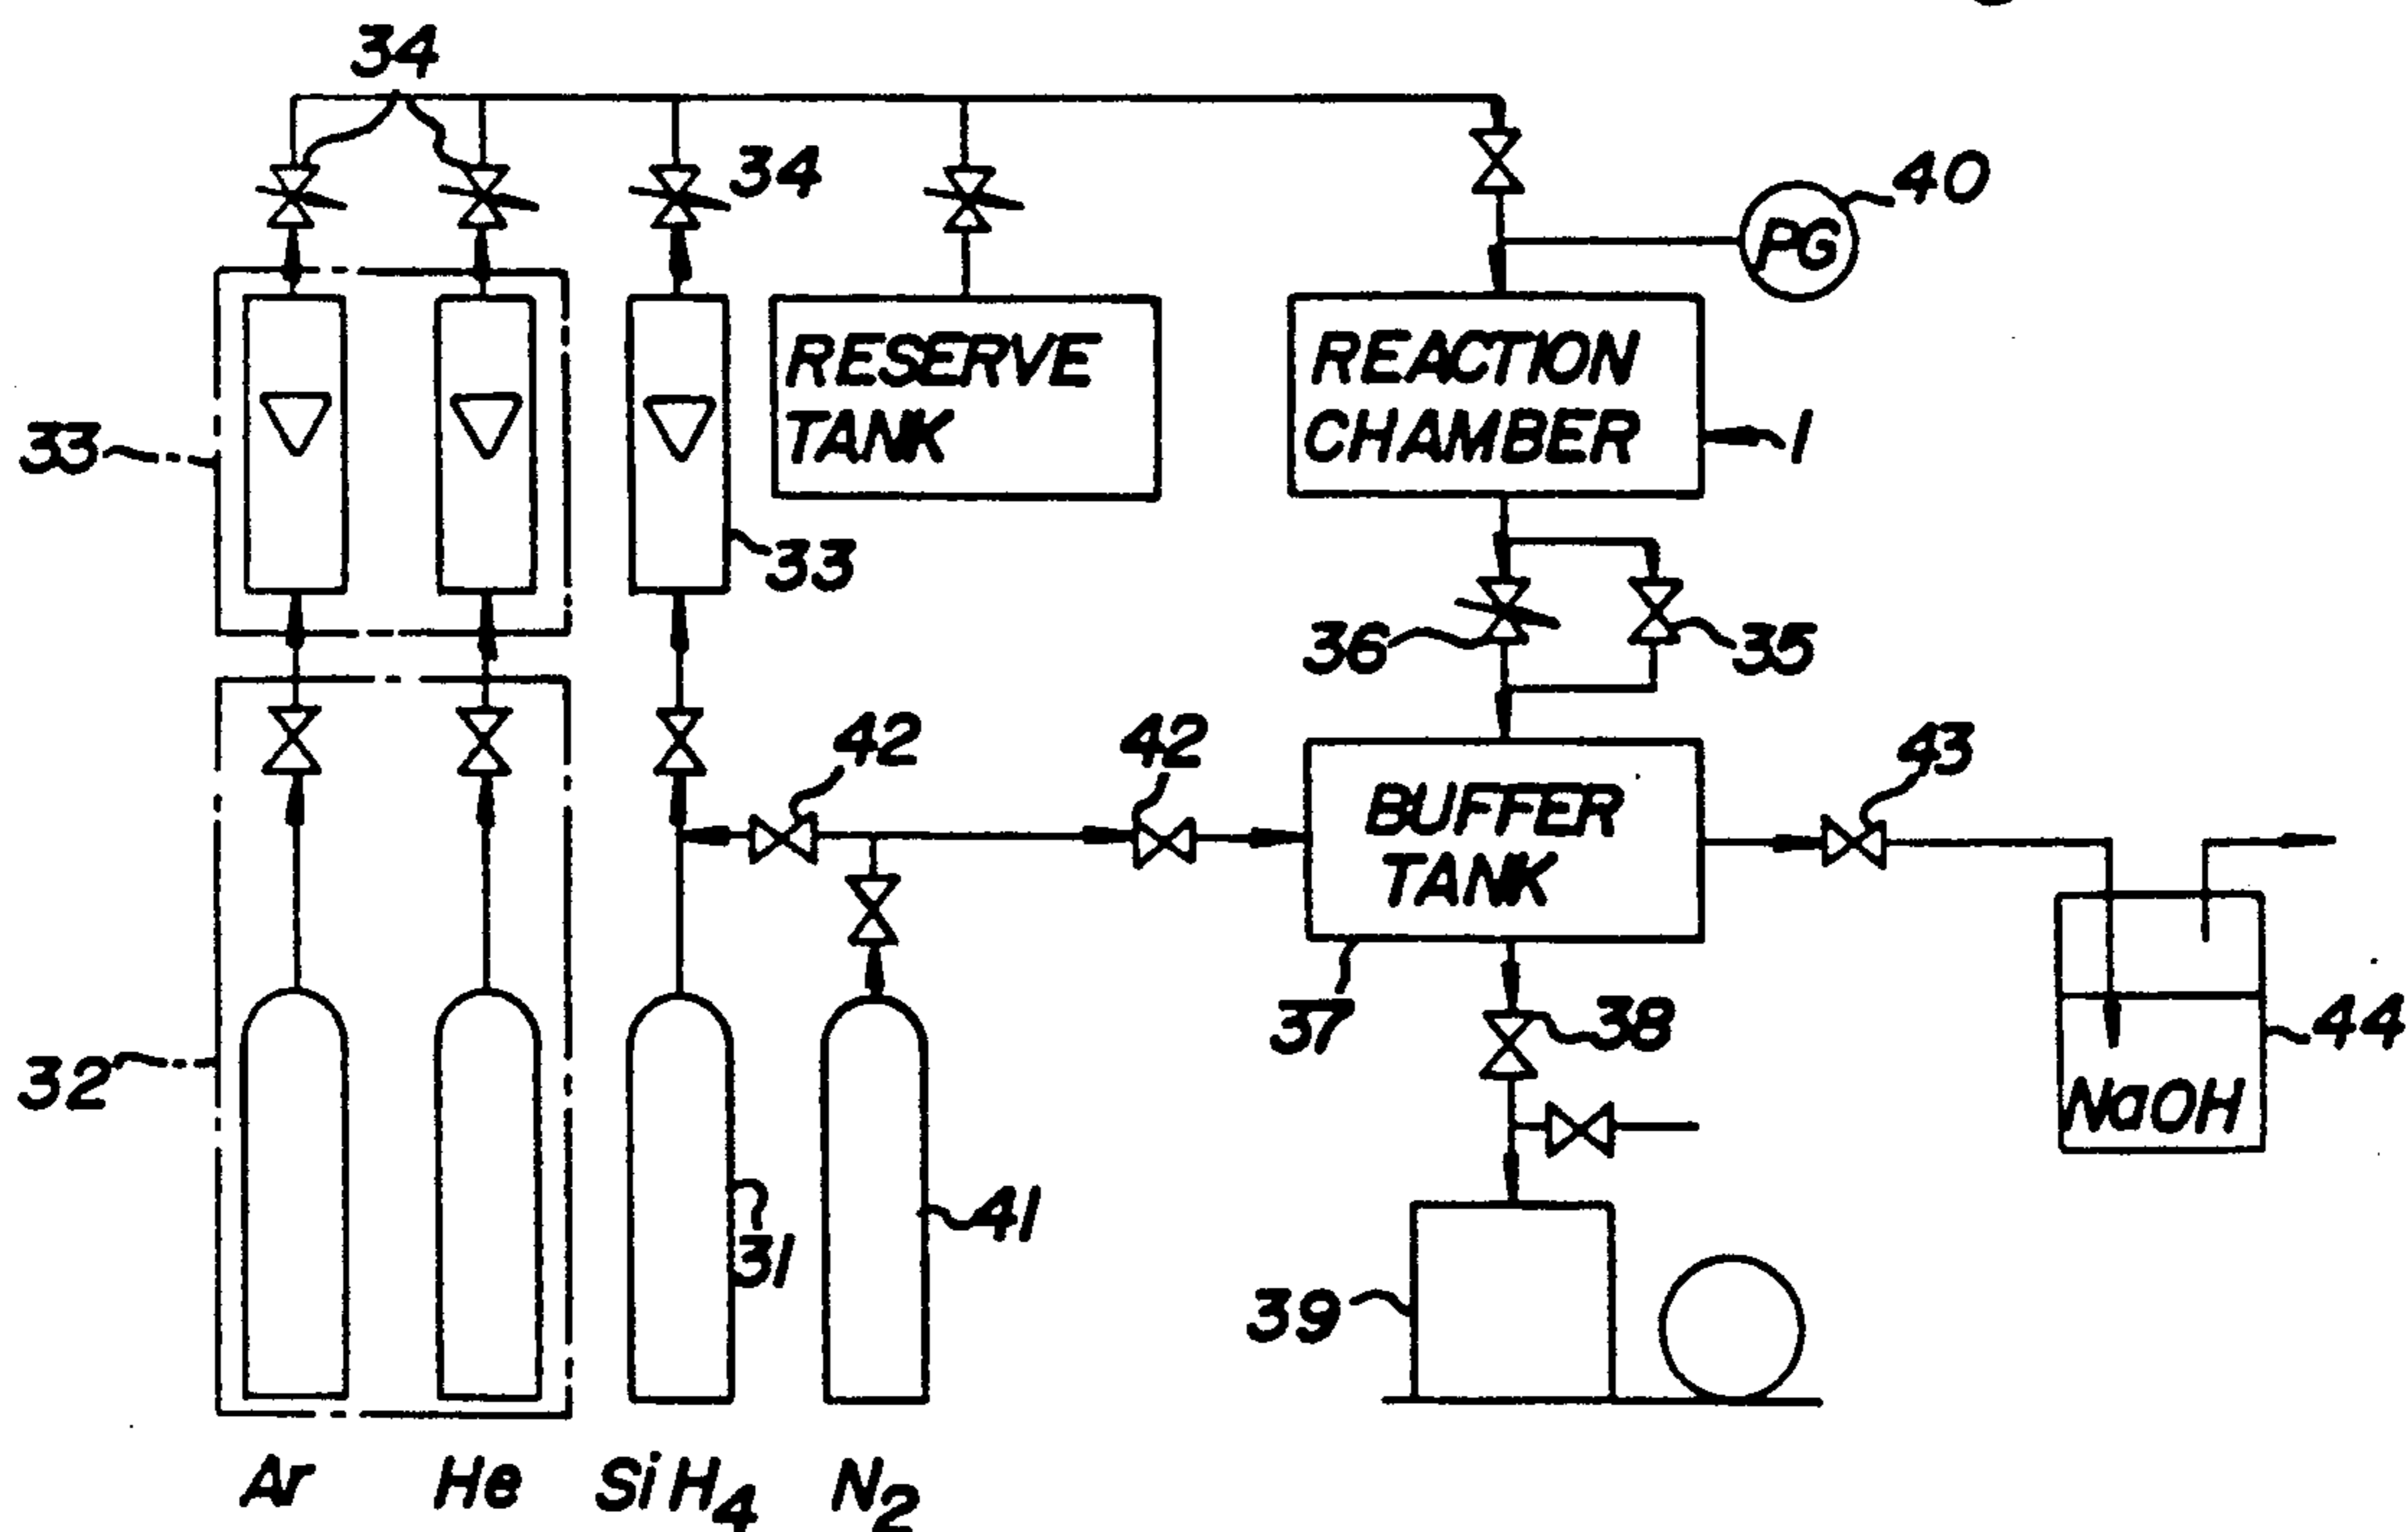 34
34
40
PG
RESERVE
TANK
REACTION
CHAMBER
1
33
33
36
35
42
42
43
BUFFER
TANK
37
38
44
NaOH
32
31
41
39
Ar
He
SiH4
N2